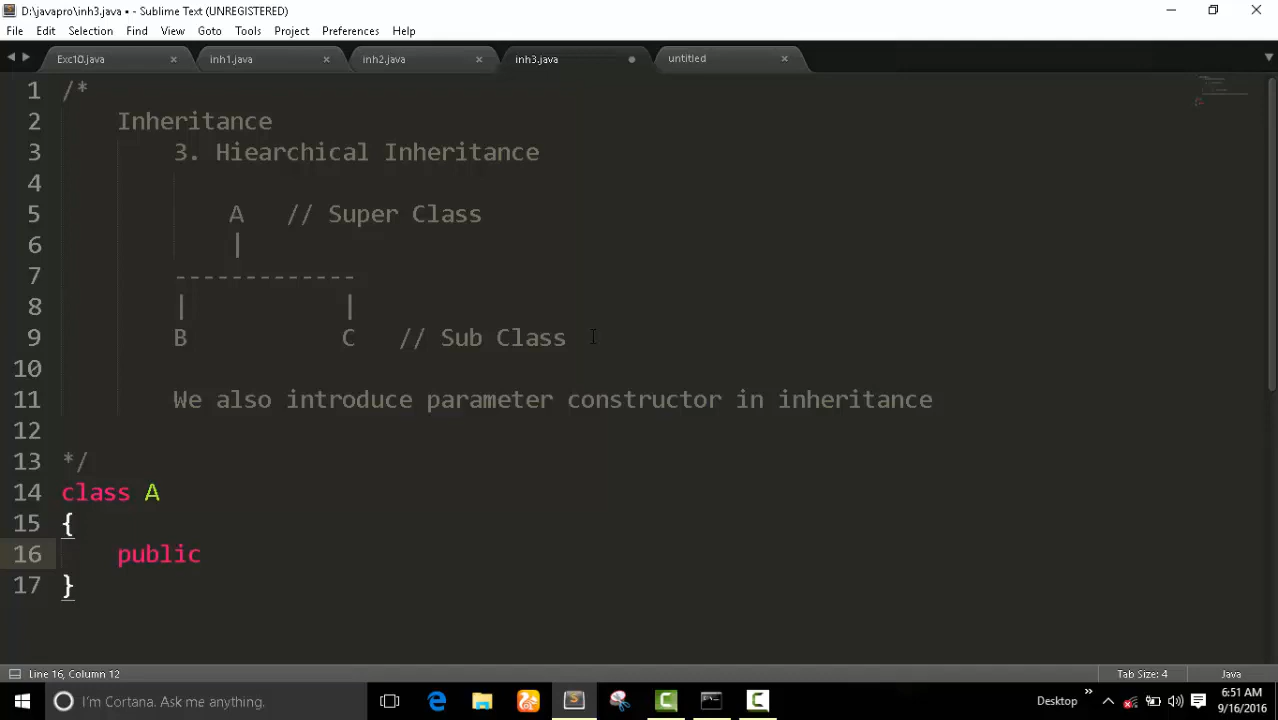 D:\javapro\inh3.java • - Sublime Text (UNREGISTERED)
File Edit Selection Find View Goto Tools Project Preferences Help
Exc10.java × inh1.java × inh2.java × inh3.java untitled ×
1 /*
2 Inheritance
3 3. Hiearchical Inheritance
4
5 A // Super Class
6 |
7 -------------
8 | |
9 B C // Sub Class
10
11 We also introduce parameter constructor in inheritance
12
13 */
14 class A
15 {
16 public
17 }
Line 16, Column 12 Tab Size: 4 Java
I'm Cortana. Ask me anything. Desktop 6:51 AM
9/16/2016